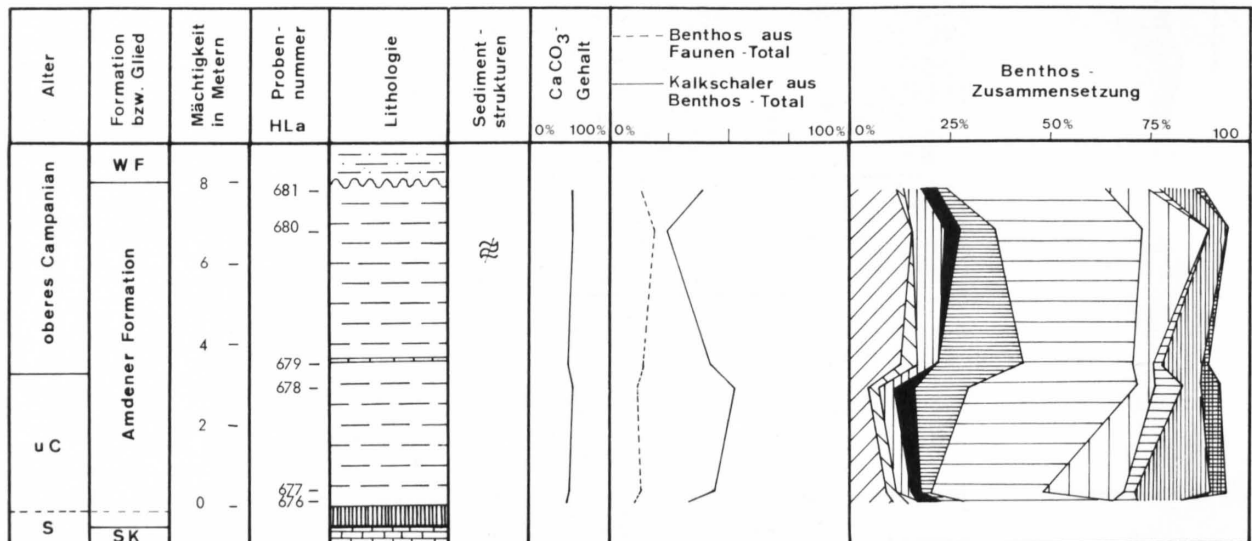 Alter
Formation
bzw. Glied
Mächtigkeit
in Metern
Proben-
nummer
HLa
Lithologie
Sediment-
strukturen
CaCO3-
Gehalt
0% 100%
Benthos aus
Faunen-Total
Kalkschaler aus
Benthos-Total
0% 100%
Benthos-
Zusammensetzung
0% 25% 50% 75% 100
oberes Campanian
u C
S
W F
Amdener Formation
SK
8
6
4
2
0
681
680
679
678
677
676